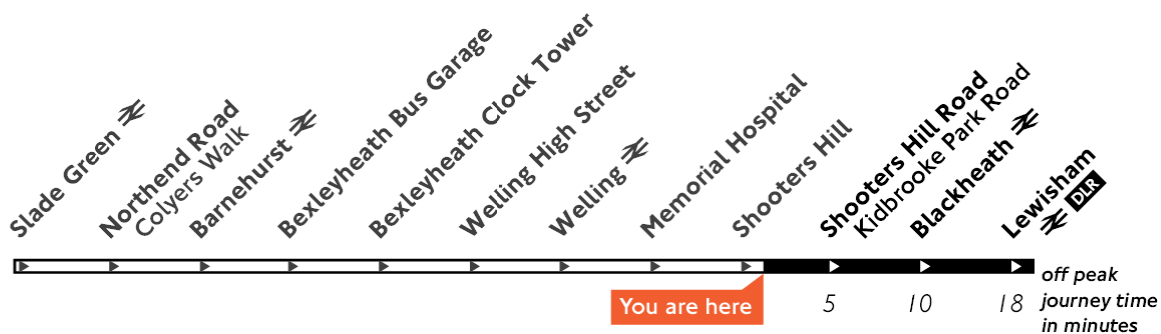 Slade Green
Northend Road
Colyers Walk
Barnehurst
Bexleyheath Bus Garage
Bexleyheath Clock Tower
Welling High Street
Welling
Memorial Hospital
Shooters Hill
Shooters Hill Road
Kidbrooke Park Road
Blackheath
Lewisham
DLR
You are here
5
10
18
off peak
journey time
in minutes